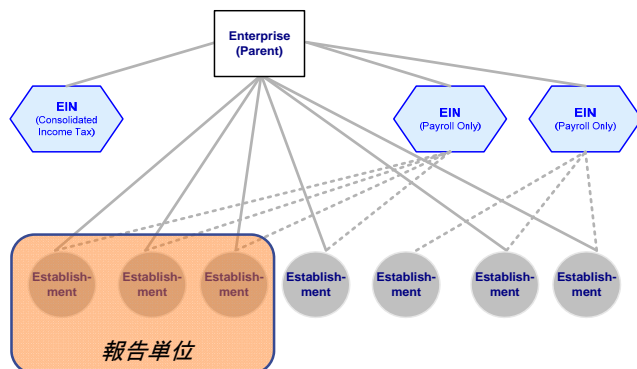 Enterprise
(Parent)
EIN
(Consolidated
Income Tax)
EIN
(Payroll Only)
EIN
(Payroll Only)
Establish-
ment
Establish-
ment
Establish-
ment
Establish-
ment
Establish-
ment
Establish-
ment
Establish-
ment
報告単位